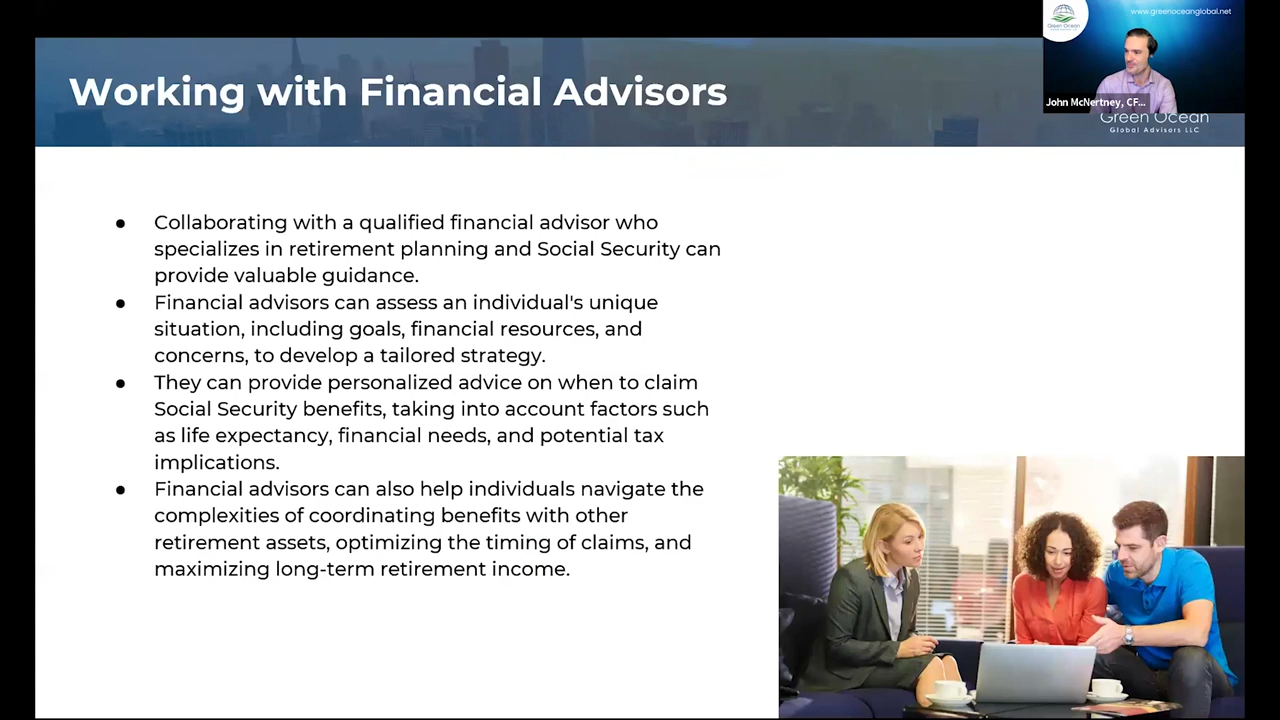 www.greenoceanglobal.net
Green Ocean
John McNertney, CF...
Working with Financial Advisors
Green Ocean
Global Advisors LLC
● Collaborating with a qualified financial advisor who
specializes in retirement planning and Social Security can
provide valuable guidance.
● Financial advisors can assess an individual's unique
situation, including goals, financial resources, and
concerns, to develop a tailored strategy.
● They can provide personalized advice on when to claim
Social Security benefits, taking into account factors such
as life expectancy, financial needs, and potential tax
implications.
● Financial advisors can also help individuals navigate the
complexities of coordinating benefits with other
retirement assets, optimizing the timing of claims, and
maximizing long-term retirement income.